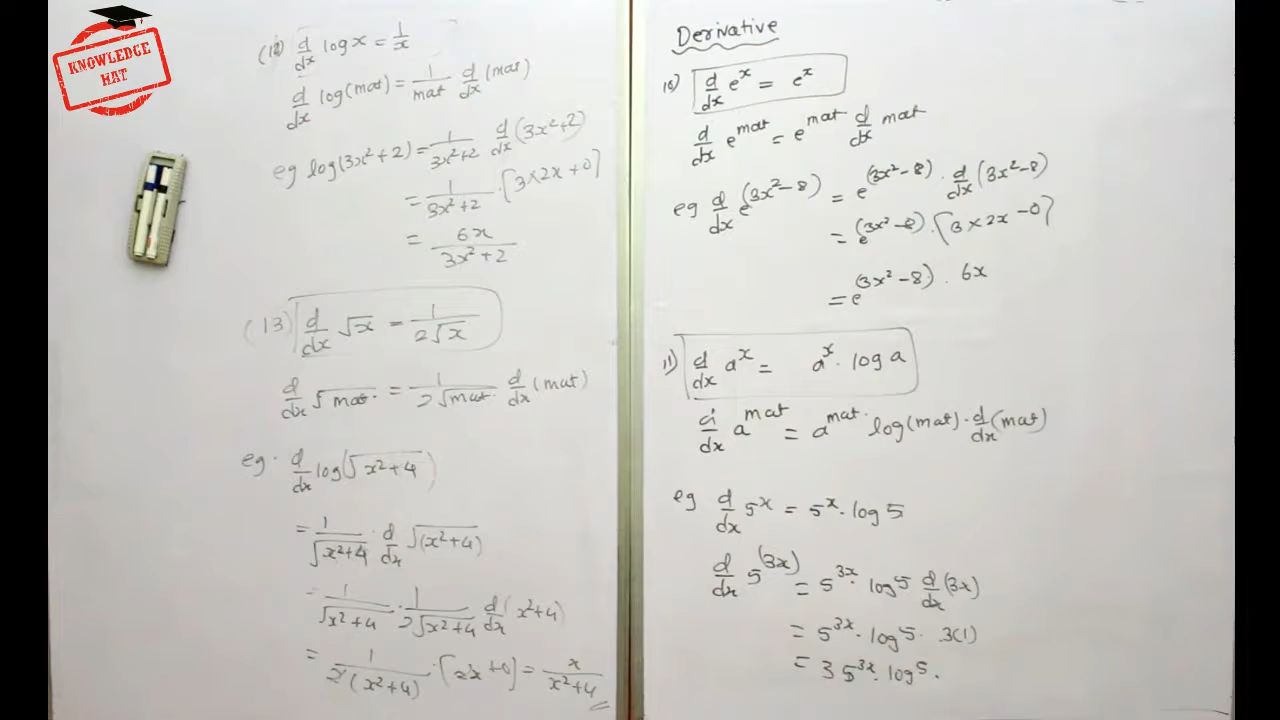 KNOWLEDGE
HAT
(12) d/dx log x = 1/x
d/dx log(mat) = 1/mat d/dx (mat)
eg log(3x²+2) = 1/3x²+2 d/dx (3x²+2)
= 1/3x²+2 · [3×2x+0]
= 6x/3x²+2
(13) d/dx √x = 1/2√x
d/dx √mat = 1/2√mat · d/dx (mat)
eg · d/dx log(√x²+4)
= 1/√x²+4 · d/dx √(x²+4)
= 1/√x²+4 · 1/2√x²+4 d/dx (x²+4)
= 1/2(x²+4) · [2x+0] = x/x²+4
Derivative
10) d/dx eˣ = eˣ
d/dx e^mat = e^mat d/dx mat
eg d/dx e^(3x²-8) = e^(3x²-8) · d/dx (3x²-8)
= e^(3x²-8) · [3×2x-0]
= e^(3x²-8) · 6x
11) d/dx aˣ = aˣ · log a
d/dx a^mat = a^mat · log(mat) · d/dx (mat)
eg d/dx 5ˣ = 5ˣ · log 5
d/dx 5^(3x) = 5^3x · log5 d/dx (3x)
= 5^3x · log5 · 3(1)
= 3 5^3x · log5 .